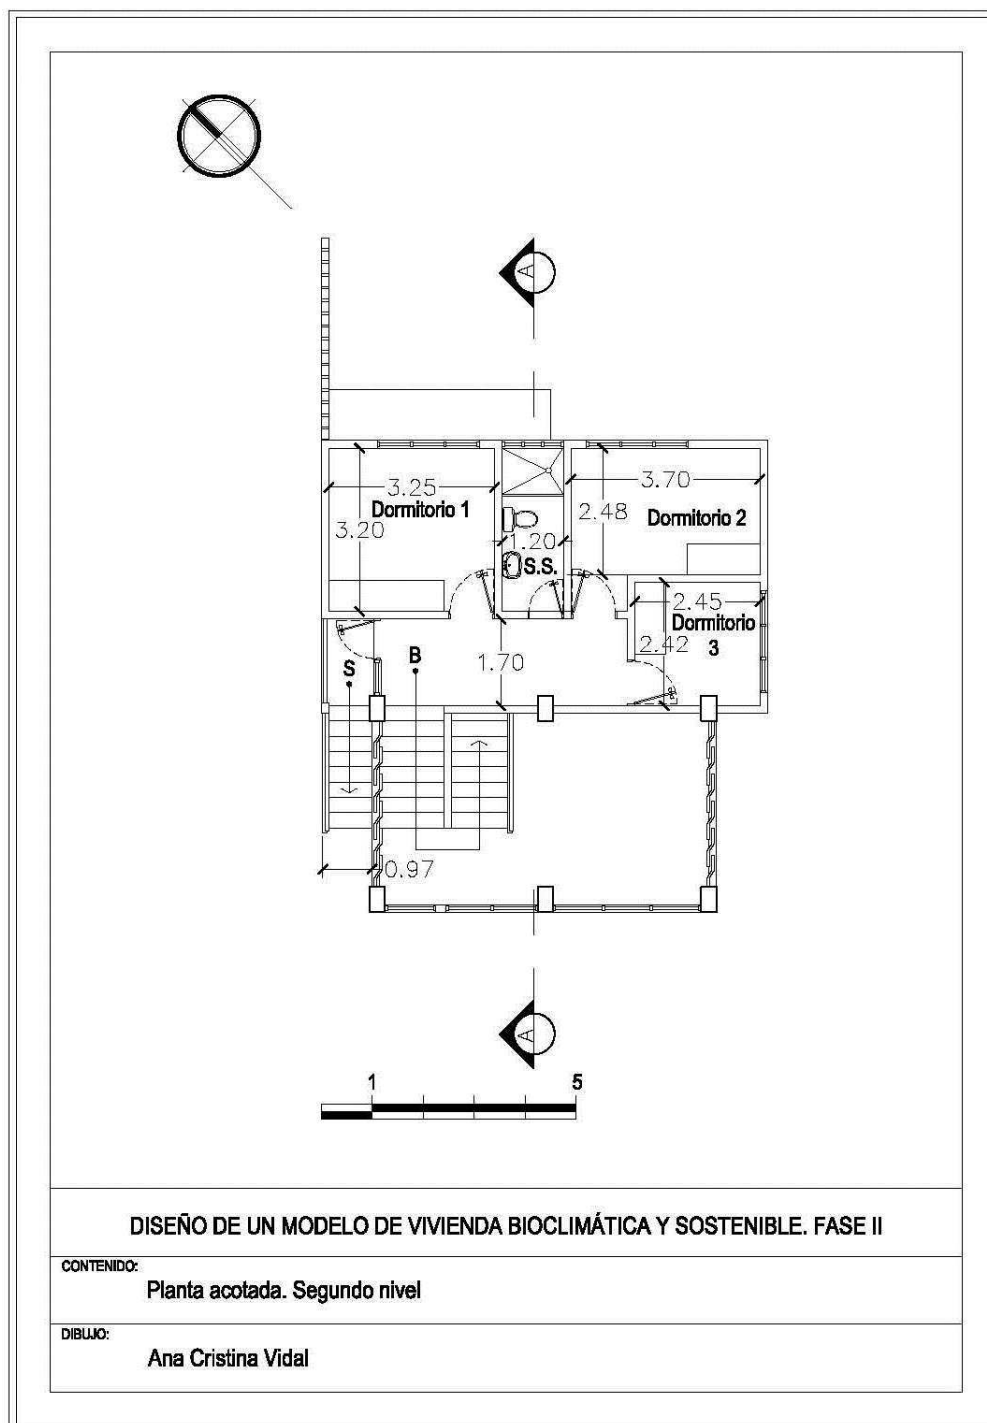 A
3.25
3.70
Dormitorio 1
2.48
Dormitorio 2
3.20
1.20
S.S.
2.45
Dormitorio
3
2.42
B
S
1.70
0.97
A
1
5
DISEÑO DE UN MODELO DE VIVIENDA BIOCLIMÁTICA Y SOSTENIBLE. FASE II
CONTENIDO:
Planta acotada. Segundo nivel
DIBUJO:
Ana Cristina Vidal